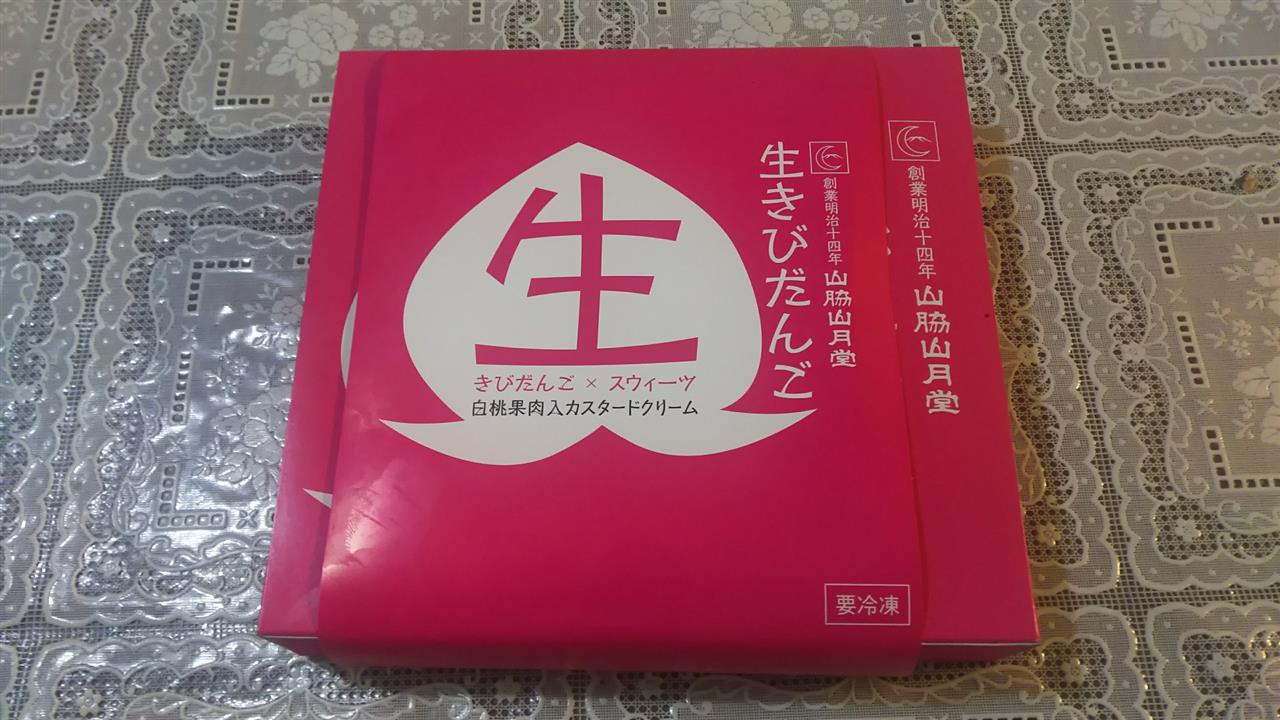 生
きびだんご × スウィーツ
白桃果肉入カスタードクリーム
生きびだんご
創業明治十四年 山脇山月堂
創業明治十四年 山脇山月堂
要冷凍